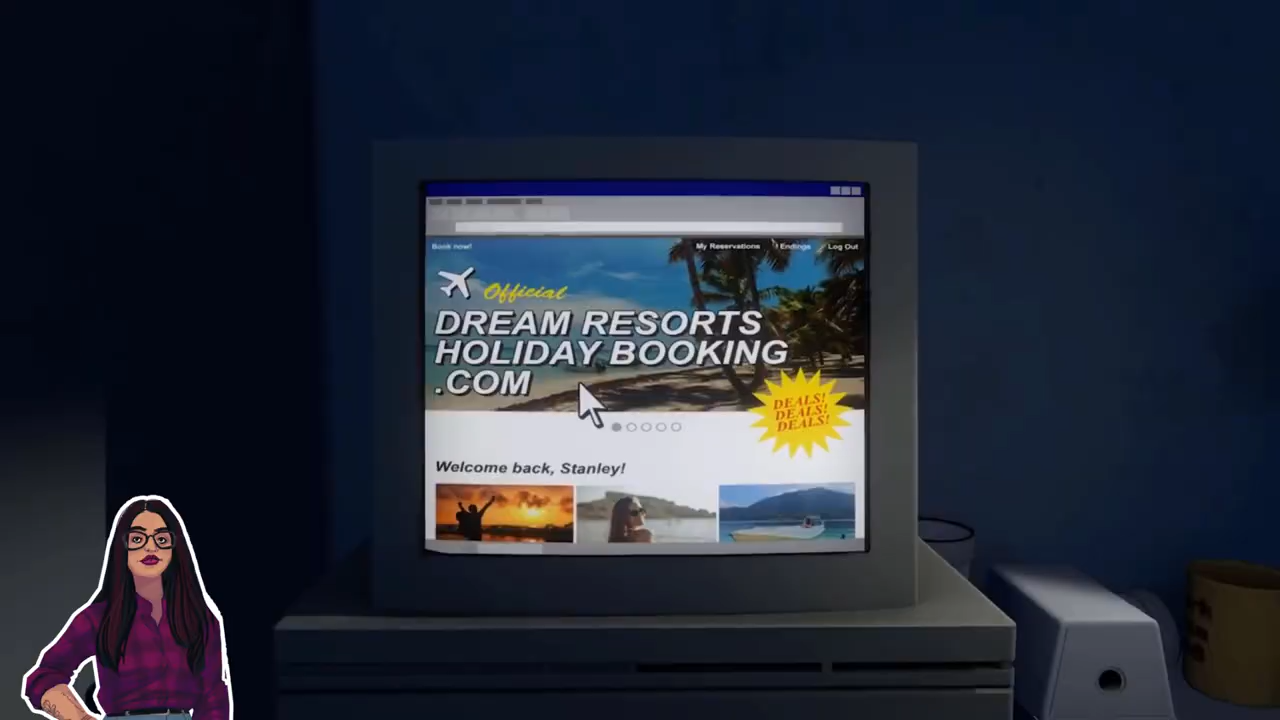 Book now!
My Reservations
Endings
Log Out
Official
DREAM RESORTS
HOLIDAY BOOKING
.COM
DEALS!
DEALS!
DEALS!
Welcome back, Stanley!